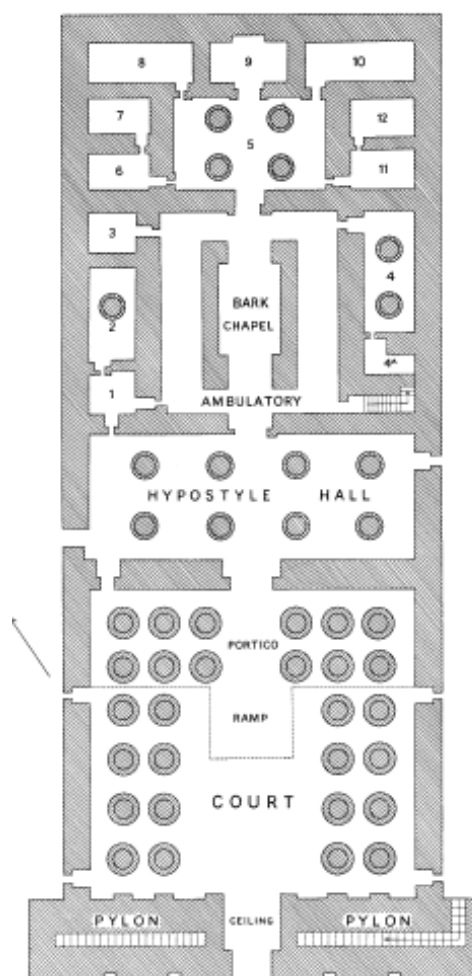 8 9 10
7 12
5
6 11
3
4
BARK
CHAPEL
2
4A
1
AMBULATORY
HYPOSTYLE HALL
PORTICO
RAMP
COURT
PYLON CEILING PYLON